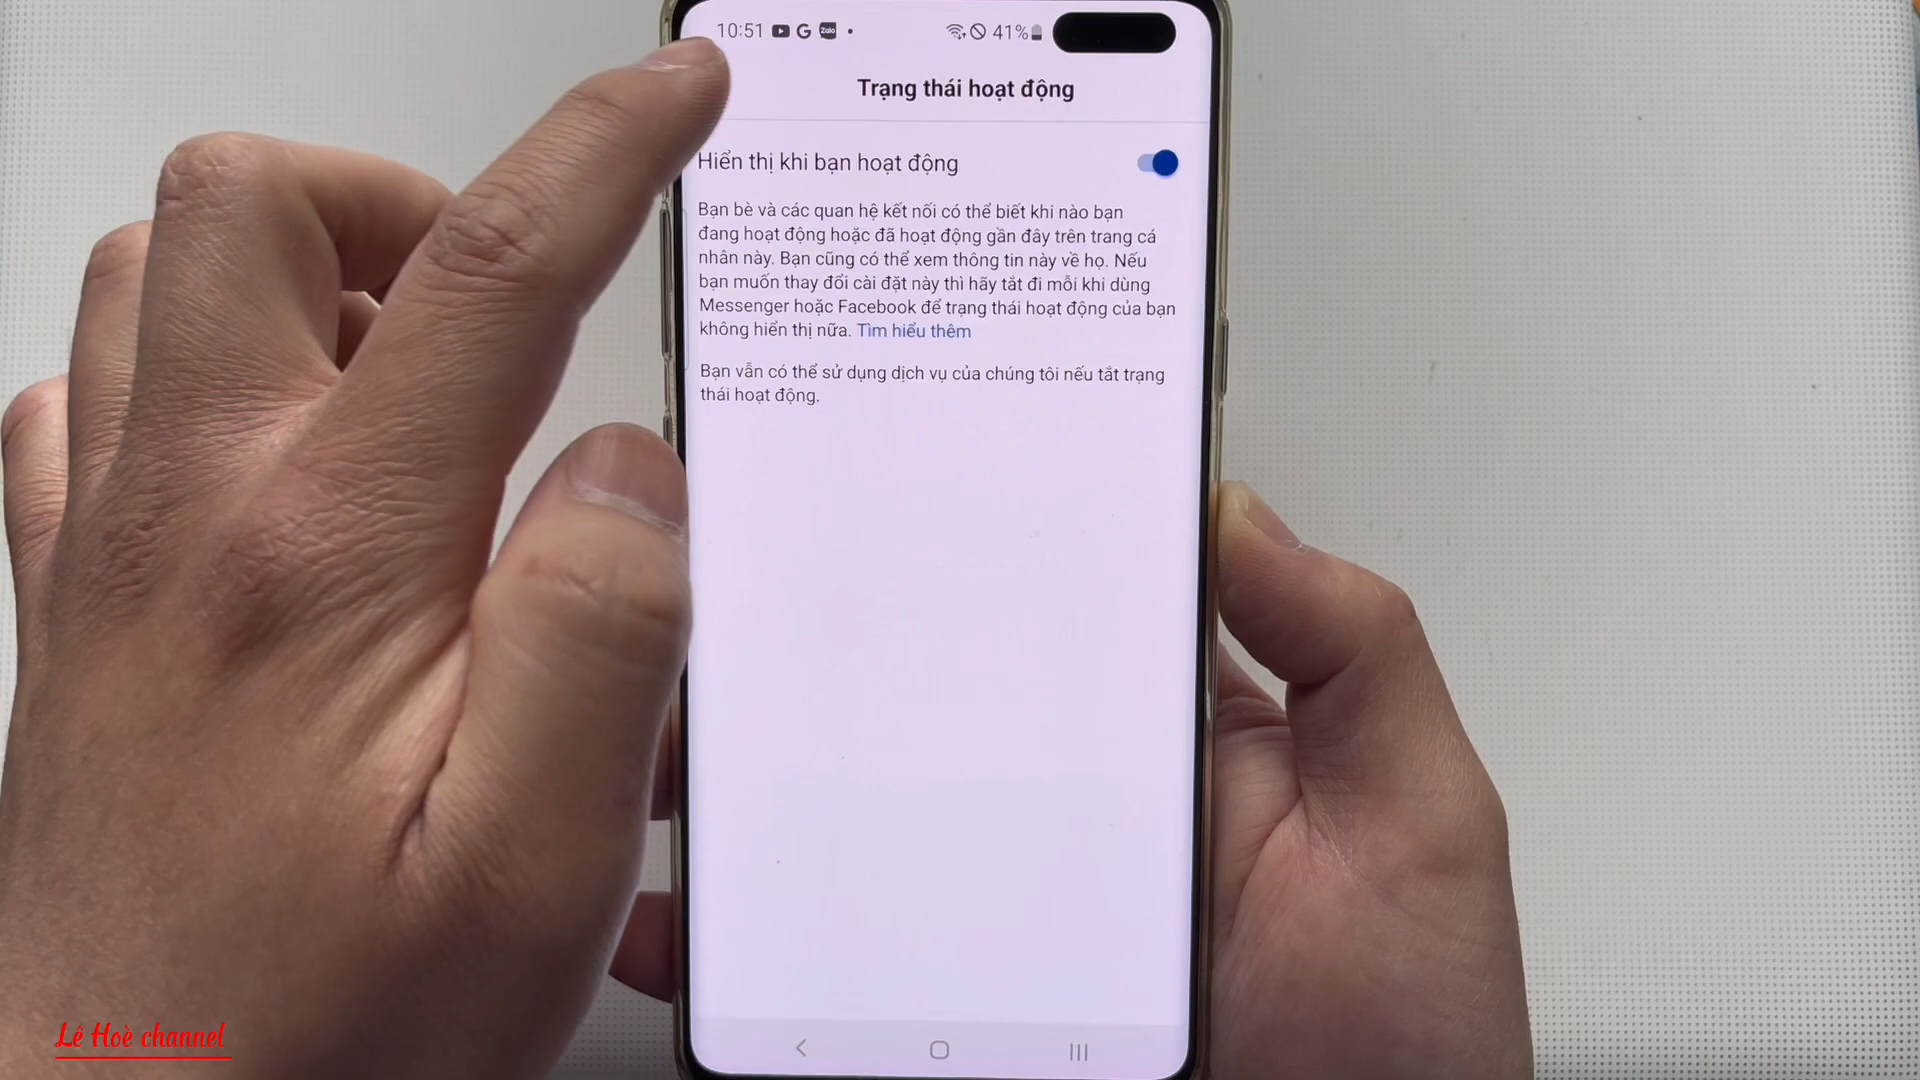 10:51 Zalo 41%
Trạng thái hoạt động
Hiển thị khi bạn hoạt động
Bạn bè và các quan hệ kết nối có thể biết khi nào bạn
đang hoạt động hoặc đã hoạt động gần đây trên trang cá
nhân này. Bạn cũng có thể xem thông tin này về họ. Nếu
bạn muốn thay đổi cài đặt này thì hãy tắt đi mỗi khi dùng
Messenger hoặc Facebook để trạng thái hoạt động của bạn
không hiển thị nữa. Tìm hiểu thêm
Bạn vẫn có thể sử dụng dịch vụ của chúng tôi nếu tắt trạng
thái hoạt động.
Lê Hoè channel